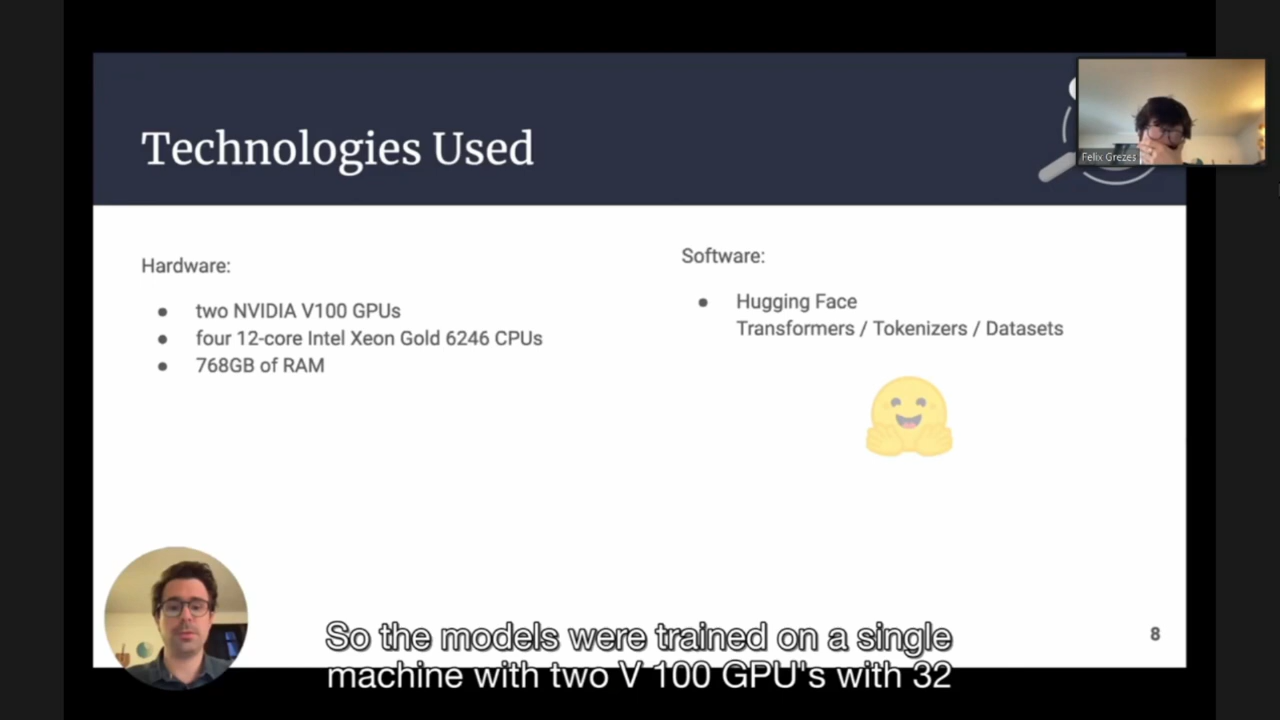 Technologies Used
Felix Grezes
Hardware:
two NVIDIA V100 GPUs
four 12-core Intel Xeon Gold 6246 CPUs
768GB of RAM
Software:
Hugging Face
Transformers / Tokenizers / Datasets
So the models were trained on a single
machine with two V 100 GPU's with 32
8